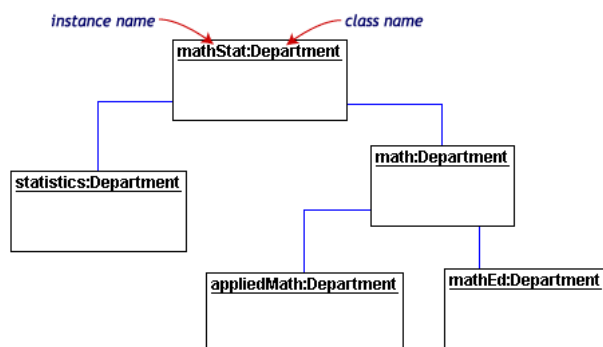 instance name
class name
mathStat:Department
math:Department
statistics:Department
appliedMath:Department
mathEd:Department